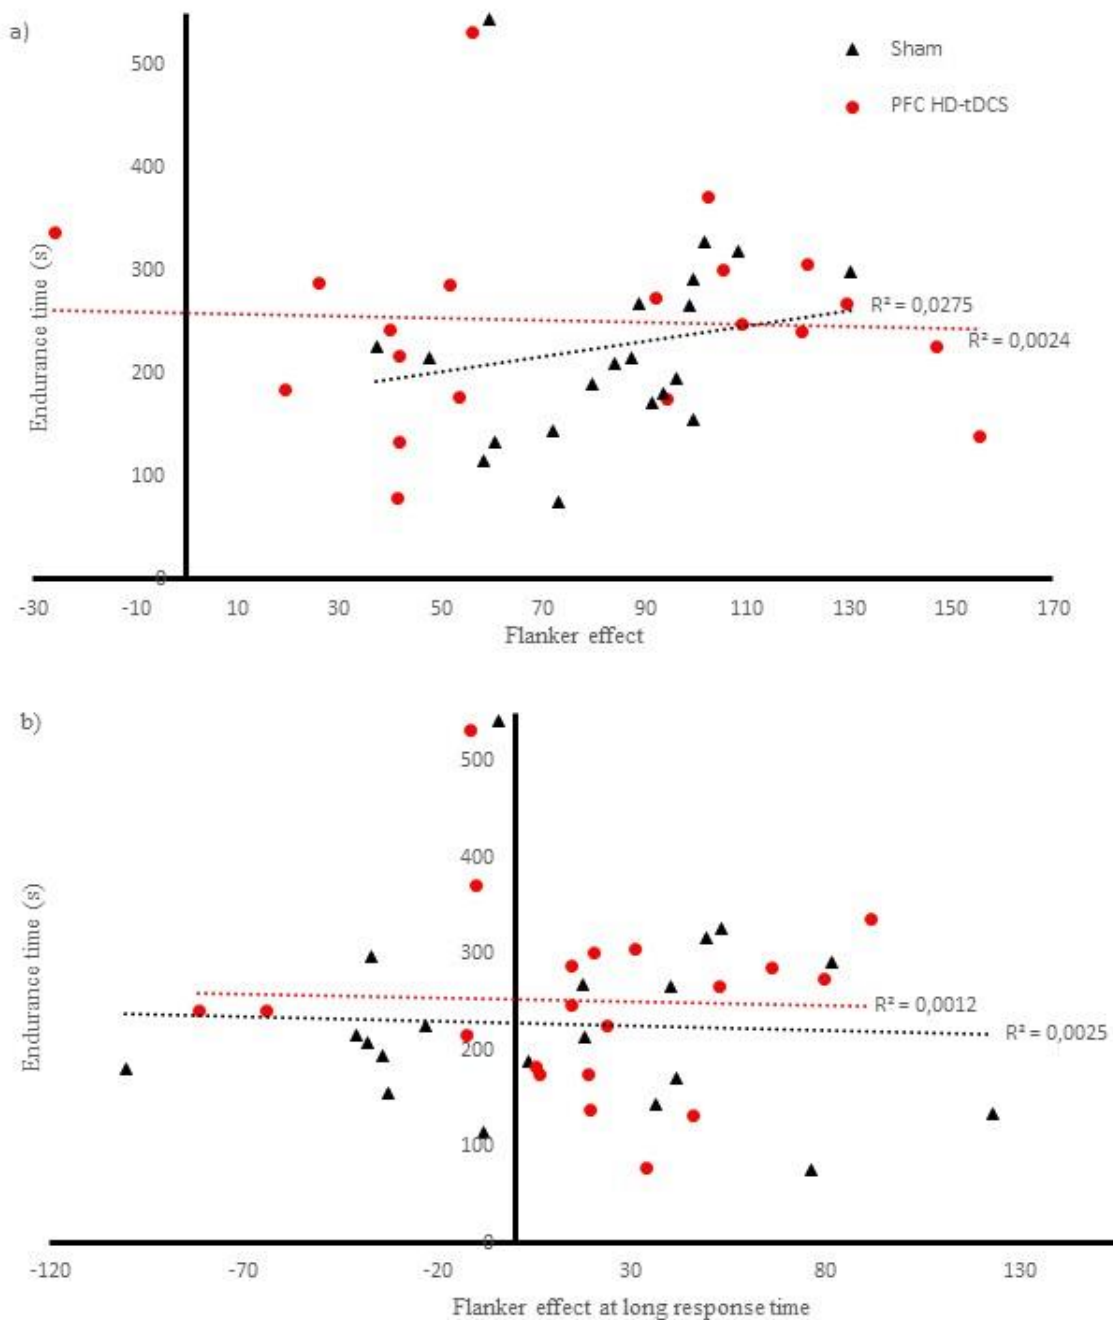 a)
Sham
PFC HD-tDCS
Endurance time (s)
500
400
300
200
100
0
R² = 0,0275
R² = 0,0024
-30 -10 10 30 50 70 90 110 130 150 170
Flanker effect
b)
Endurance time (s)
500
400
300
200
100
0
R² = 0,0012
R² = 0,0025
-120 -70 -20 30 80 130
Flanker effect at long response time